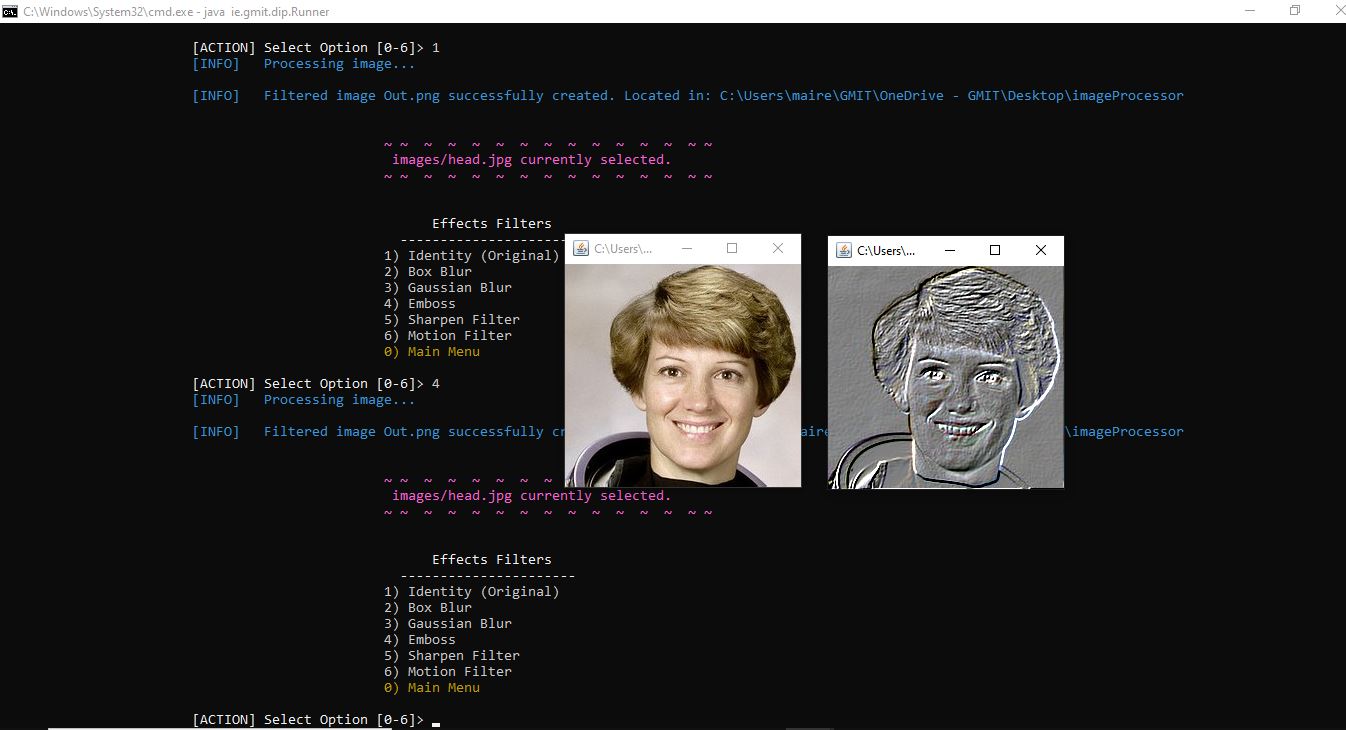 C:\Windows\System32\cmd.exe - java ie.gmit.dip.Runner
[ACTION] Select Option [0-6]> 1
[INFO] Processing image...
[INFO] Filtered image Out.png successfully created. Located in: C:\Users\maire\GMIT\OneDrive - GMIT\Desktop\imageProcessor
~ ~ ~ ~ ~ ~ ~ ~ ~ ~ ~ ~ ~ ~ ~
images/head.jpg currently selected.
~ ~ ~ ~ ~ ~ ~ ~ ~ ~ ~ ~ ~ ~ ~
Effects Filters
---------------------
1) Identity (Original)
2) Box Blur
3) Gaussian Blur
4) Emboss
5) Sharpen Filter
6) Motion Filter
0) Main Menu
C:\Users\...
C:\Users\...
[ACTION] Select Option [0-6]> 4
[INFO] Processing image...
[INFO] Filtered image Out.png successfully cr aire \imageProcessor
~ ~ ~ ~ ~ ~ ~ ~
images/head.jpg currently selected.
~ ~ ~ ~ ~ ~ ~ ~ ~ ~ ~ ~ ~ ~ ~
Effects Filters
----------------------
1) Identity (Original)
2) Box Blur
3) Gaussian Blur
4) Emboss
5) Sharpen Filter
6) Motion Filter
0) Main Menu
[ACTION] Select Option [0-6]>